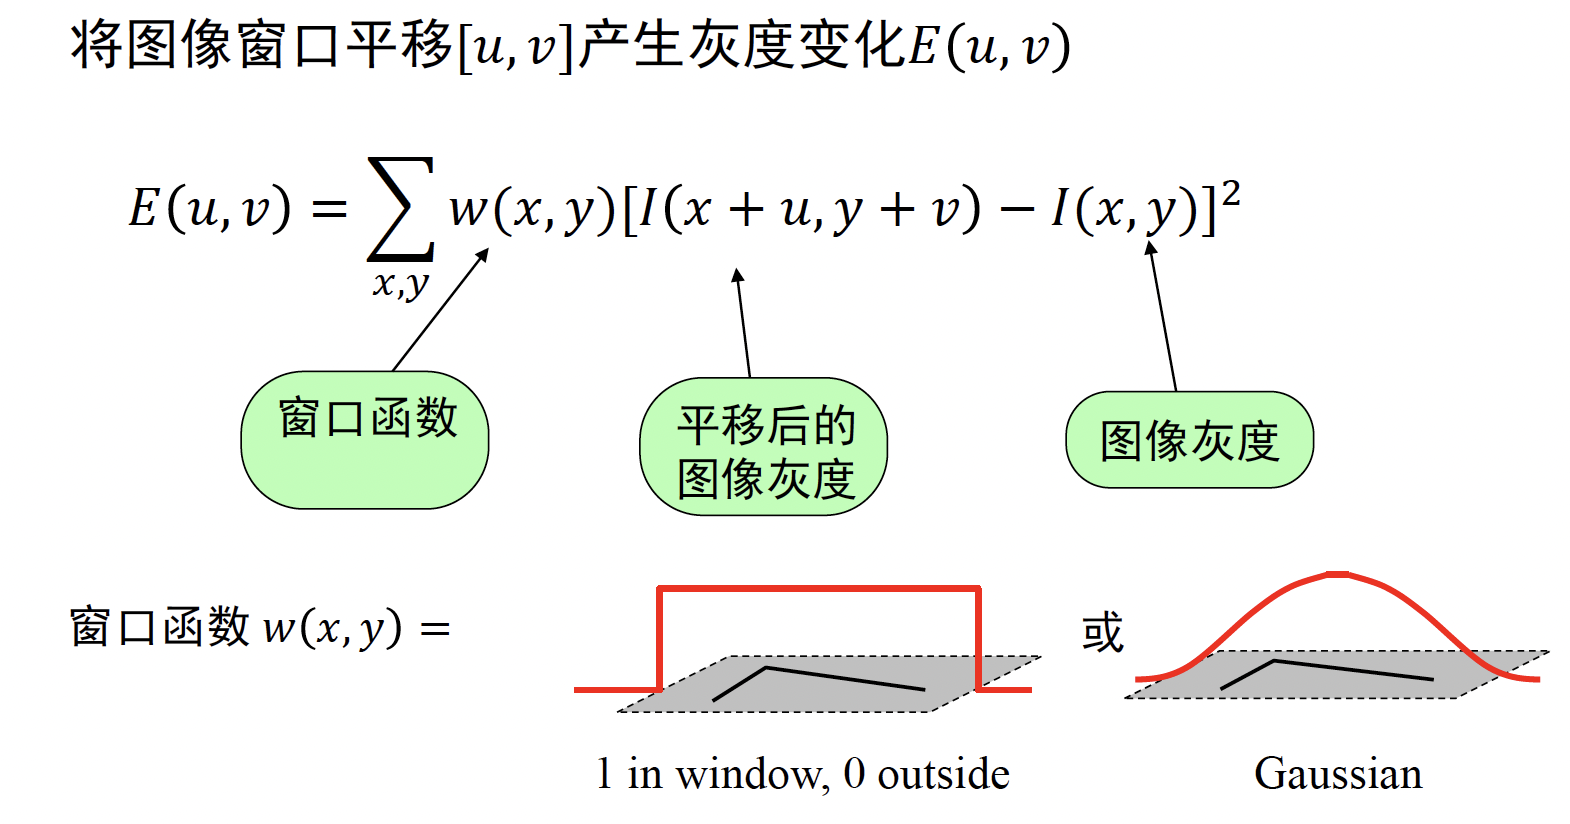 将图像窗口平移[u, v]产生灰度变化E(u, v)
E(u, v) = ∑ w(x, y)[I(x + u, y + v) − I(x, y)]²
x,y
窗口函数
平移后的
图像灰度
图像灰度
窗口函数 w(x, y) =
或
1 in window, 0 outside
Gaussian